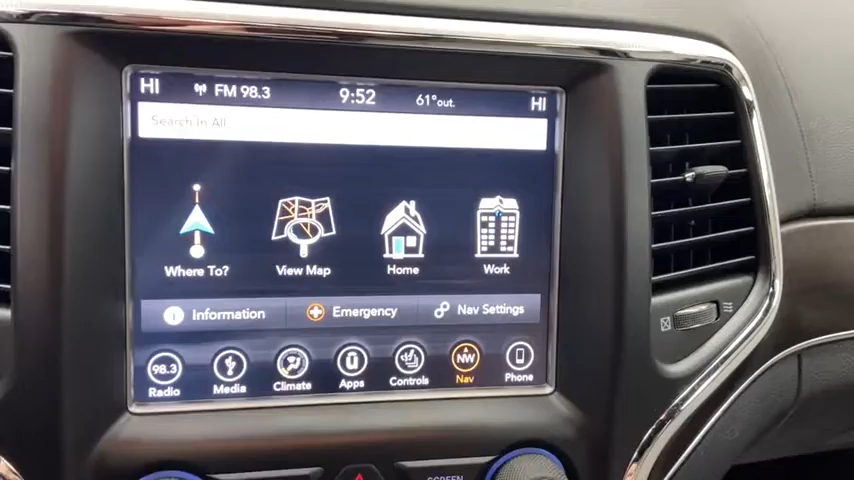 HI FM 98.3 9:52 61°out. HI
Search In All
Where To? View Map Home Work
i Information Emergency Nav Settings
98.3 NW
Radio Media Climate Apps Controls Nav Phone
SCREEN